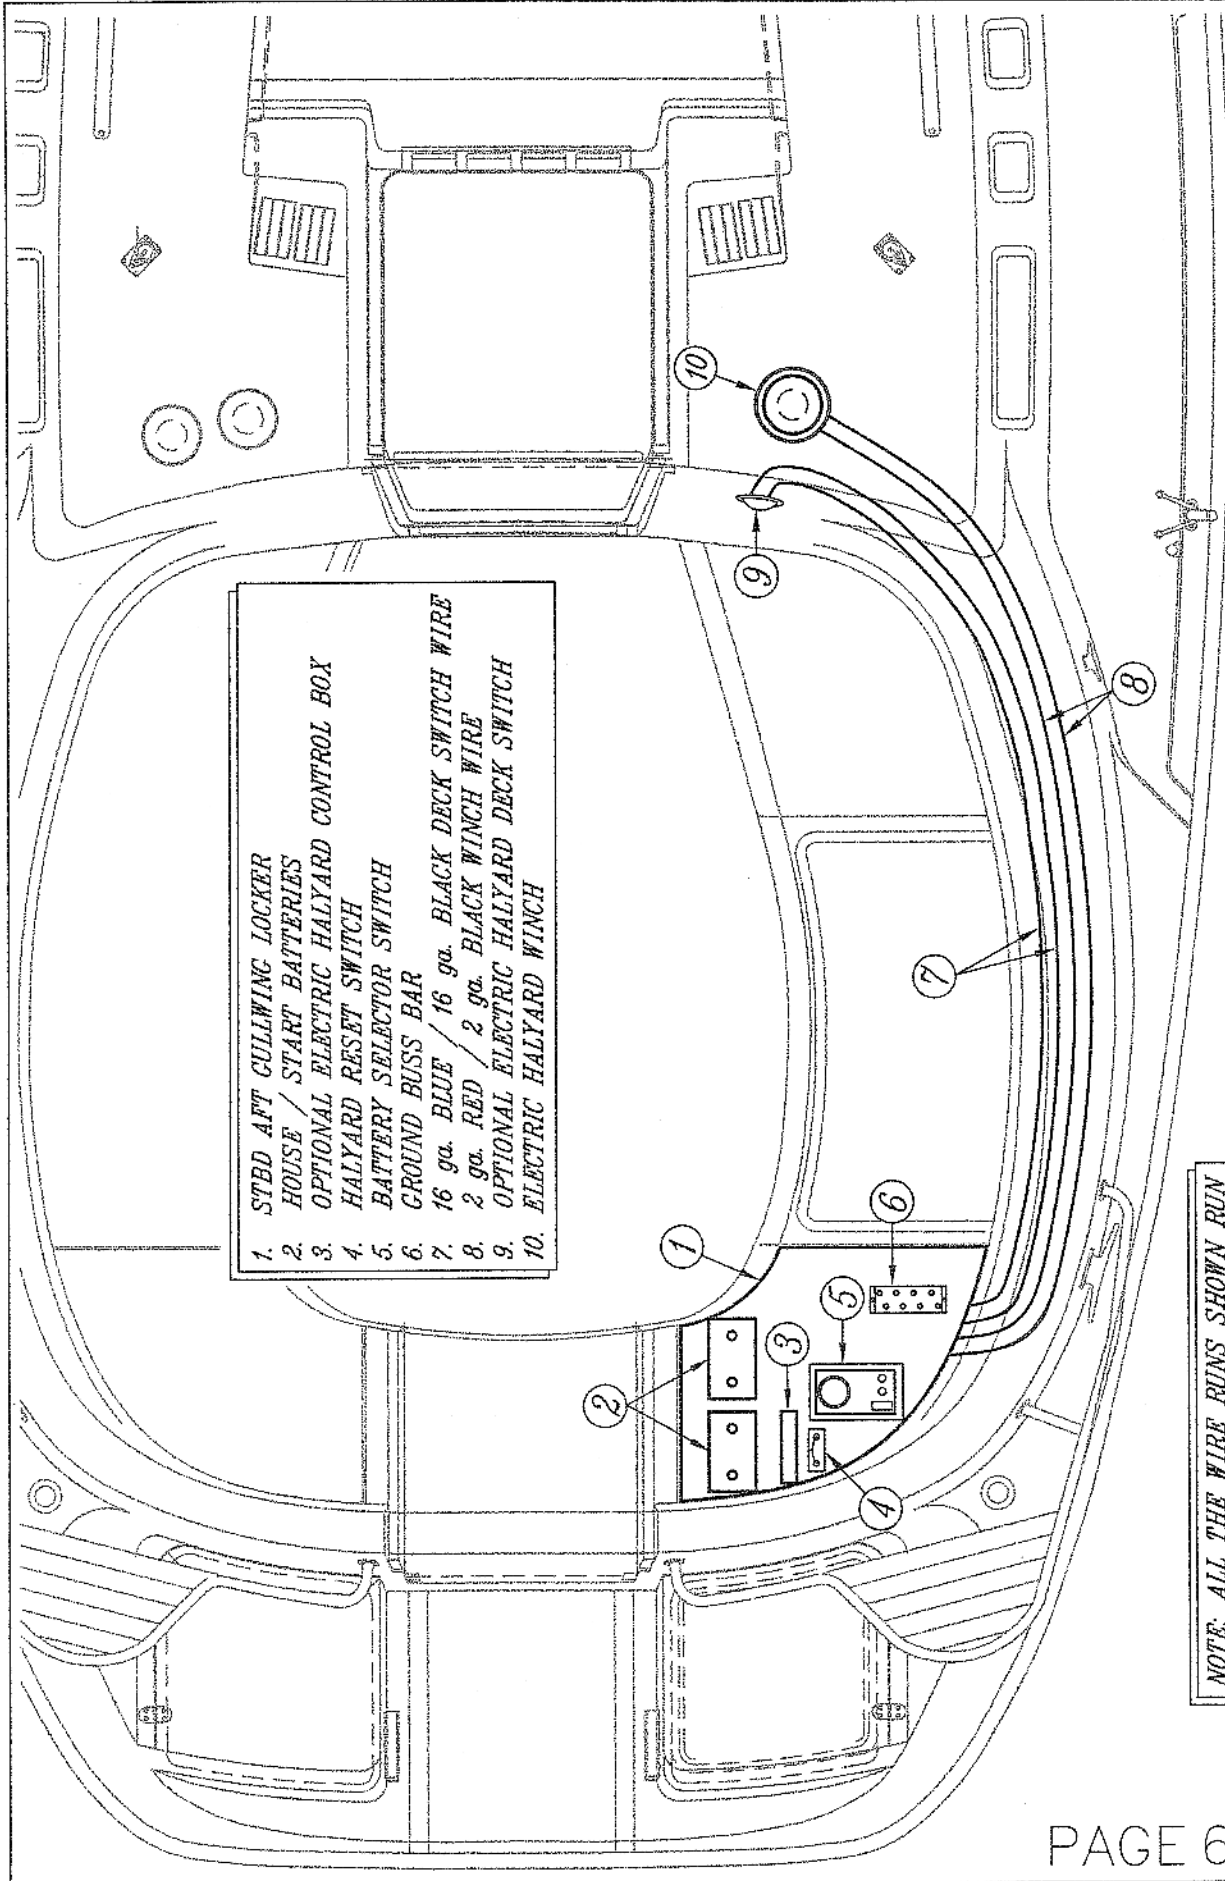 1. STBD AFT GULLWING LOCKER
2. HOUSE / START BATTERIES
3. OPTIONAL ELECTRIC HALYARD CONTROL BOX
4. HALYARD RESET SWITCH
5. BATTERY SELECTOR SWITCH
6. GROUND BUSS BAR
7. 16 ga. BLUE / 16 ga. BLACK DECK SWITCH WIRE
8. 2 ga. RED / 2 ga. BLACK WINCH WIRE
9. OPTIONAL ELECTRIC HALYARD DECK SWITCH
10. ELECTRIC HALYARD WINCH
1
2
3
4
5
6
7
8
9
10
NOTE: ALL THE WIRE RUNS SHOWN RUN
PAGE 6